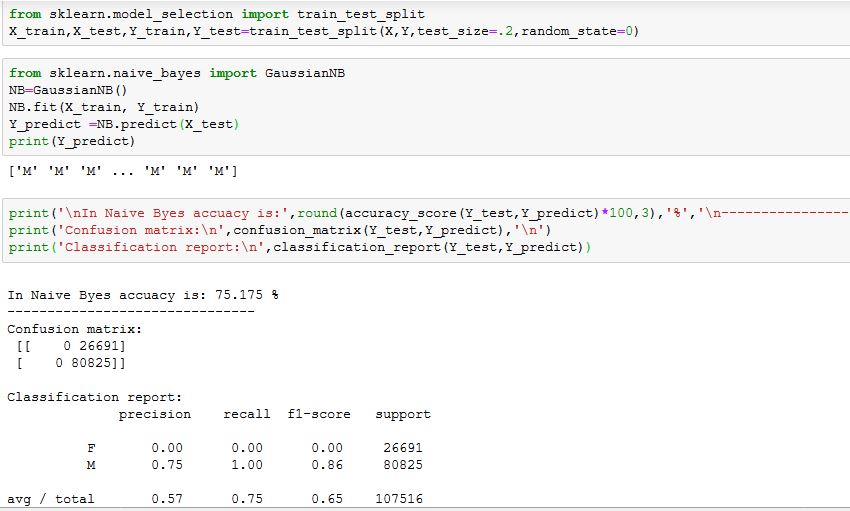 from sklearn.model_selection import train_test_split
X_train,X_test,Y_train,Y_test=train_test_split(X,Y,test_size=.2,random_state=0)
from sklearn.naive_bayes import GaussianNB
NB=GaussianNB()
NB.fit(X_train, Y_train)
Y_predict =NB.predict(X_test)
print(Y_predict)
['M' 'M' 'M' ... 'M' 'M' 'M']
print('\nIn Naive Byes accuacy is:',round(accuracy_score(Y_test,Y_predict)*100,3),'%','\n----------------
print('Confusion matrix:\n',confusion_matrix(Y_test,Y_predict),'\n')
print('Classification report:\n',classification_report(Y_test,Y_predict))
In Naive Byes accuacy is: 75.175 %
-------------------------------
Confusion matrix:
[[    0 26691]
[    0 80825]]
Classification report:
precision    recall  f1-score   support
F       0.00      0.00      0.00     26691
M       0.75      1.00      0.86     80825
avg / total       0.57      0.75      0.65    107516